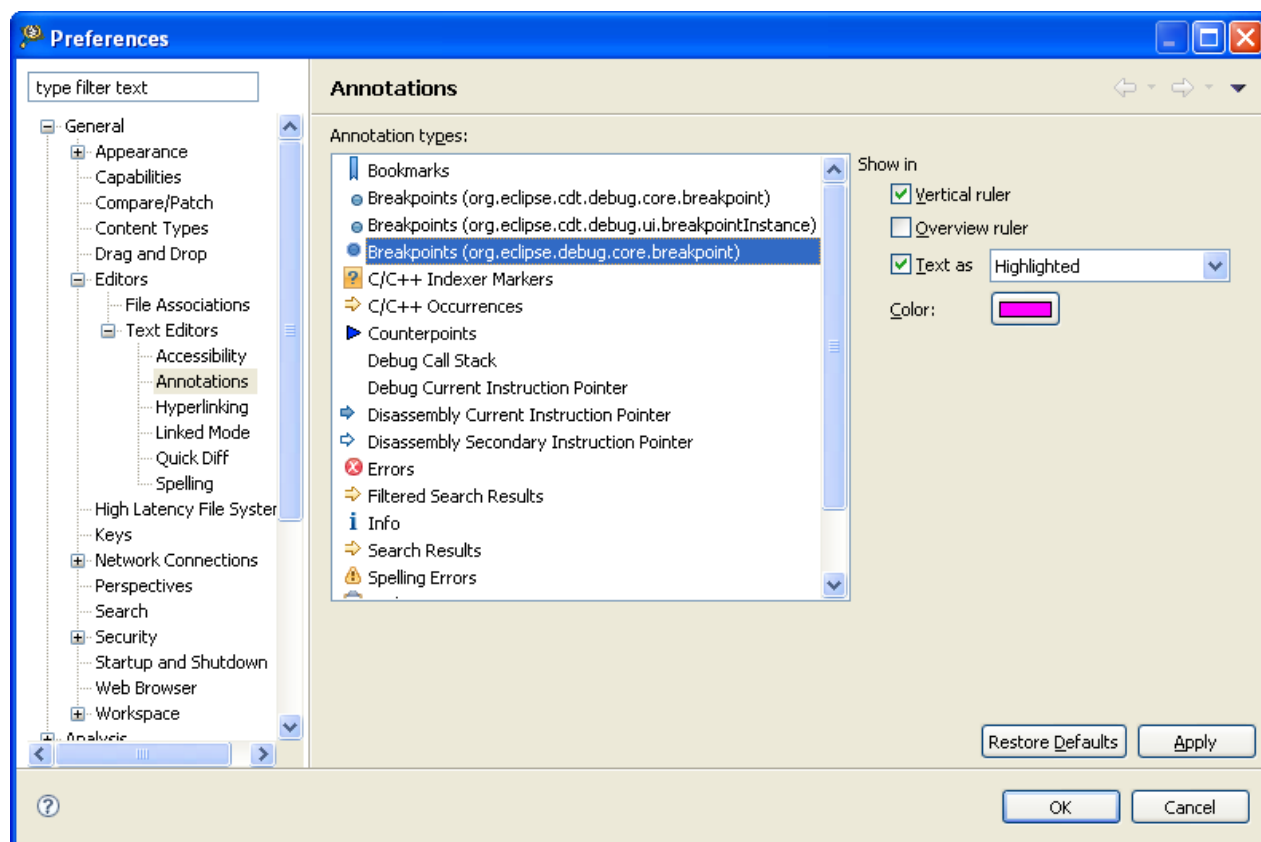 Preferences
type filter text
General
Appearance
Capabilities
Compare/Patch
Content Types
Drag and Drop
Editors
File Associations
Text Editors
Accessibility
Annotations
Hyperlinking
Linked Mode
Quick Diff
Spelling
High Latency File Syster
Keys
Network Connections
Perspectives
Search
Security
Startup and Shutdown
Web Browser
Workspace
Analysis
Annotations
Annotation types:
Bookmarks
Breakpoints (org.eclipse.cdt.debug.core.breakpoint)
Breakpoints (org.eclipse.cdt.debug.ui.breakpointInstance)
Breakpoints (org.eclipse.debug.core.breakpoint)
C/C++ Indexer Markers
C/C++ Occurrences
Counterpoints
Debug Call Stack
Debug Current Instruction Pointer
Disassembly Current Instruction Pointer
Disassembly Secondary Instruction Pointer
Errors
Filtered Search Results
Info
Search Results
Spelling Errors
Show in
Vertical ruler
Overview ruler
Text as Highlighted
Color:
Restore Defaults Apply
OK Cancel